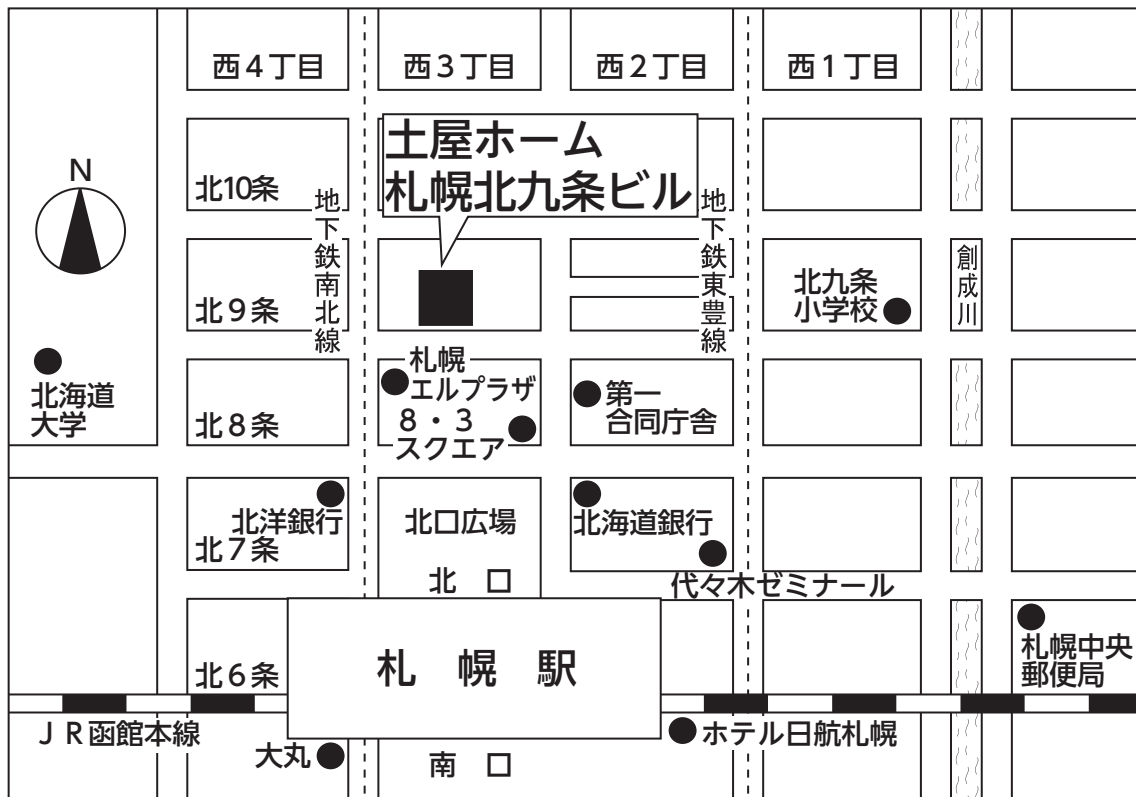 西4丁目
西3丁目
西2丁目
西1丁目
土屋ホーム
札幌北九条ビル
N
北10条
地下鉄南北線
地下鉄東豊線
北9条
北九条
小学校
創成川
北海道
大学
北8条
札幌
エルプラザ
8・3
スクエア
第一
合同庁舎
北洋銀行
北7条
北口広場
北海道銀行
北 口
代々木ゼミナール
北6条
札 幌 駅
札幌中央
郵便局
JR函館本線
ホテル日航札幌
大丸
南 口